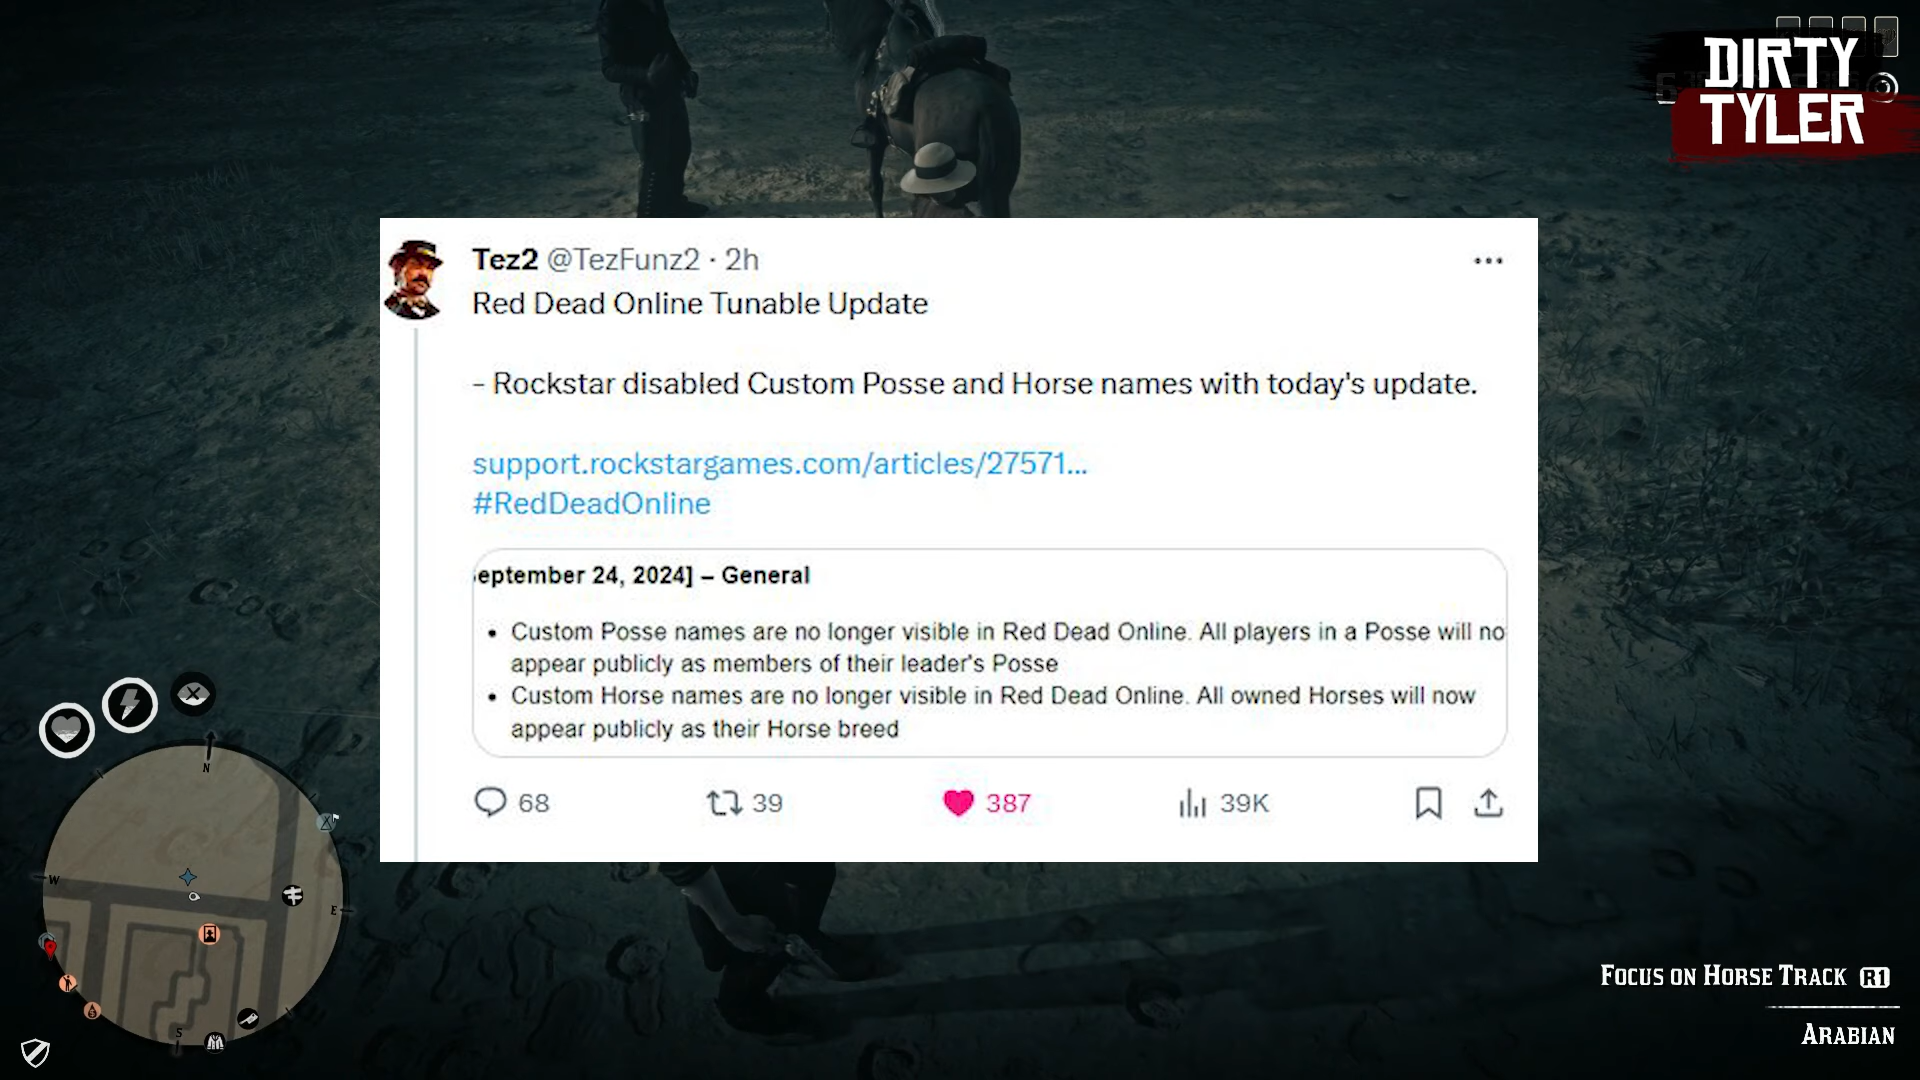 DIRTY
TYLER
Tez2 @TezFunz2 · 2h
Red Dead Online Tunable Update
– Rockstar disabled Custom Posse and Horse names with today's update.
support.rockstargames.com/articles/27571...
#RedDeadOnline
eptember 24, 2024] – General
• Custom Posse names are no longer visible in Red Dead Online. All players in a Posse will no
appear publicly as members of their leader's Posse
• Custom Horse names are no longer visible in Red Dead Online. All owned Horses will now
appear publicly as their Horse breed
68 39 387 39K
N
W
E
S
FOCUS ON HORSE TRACK R1
ARABIAN